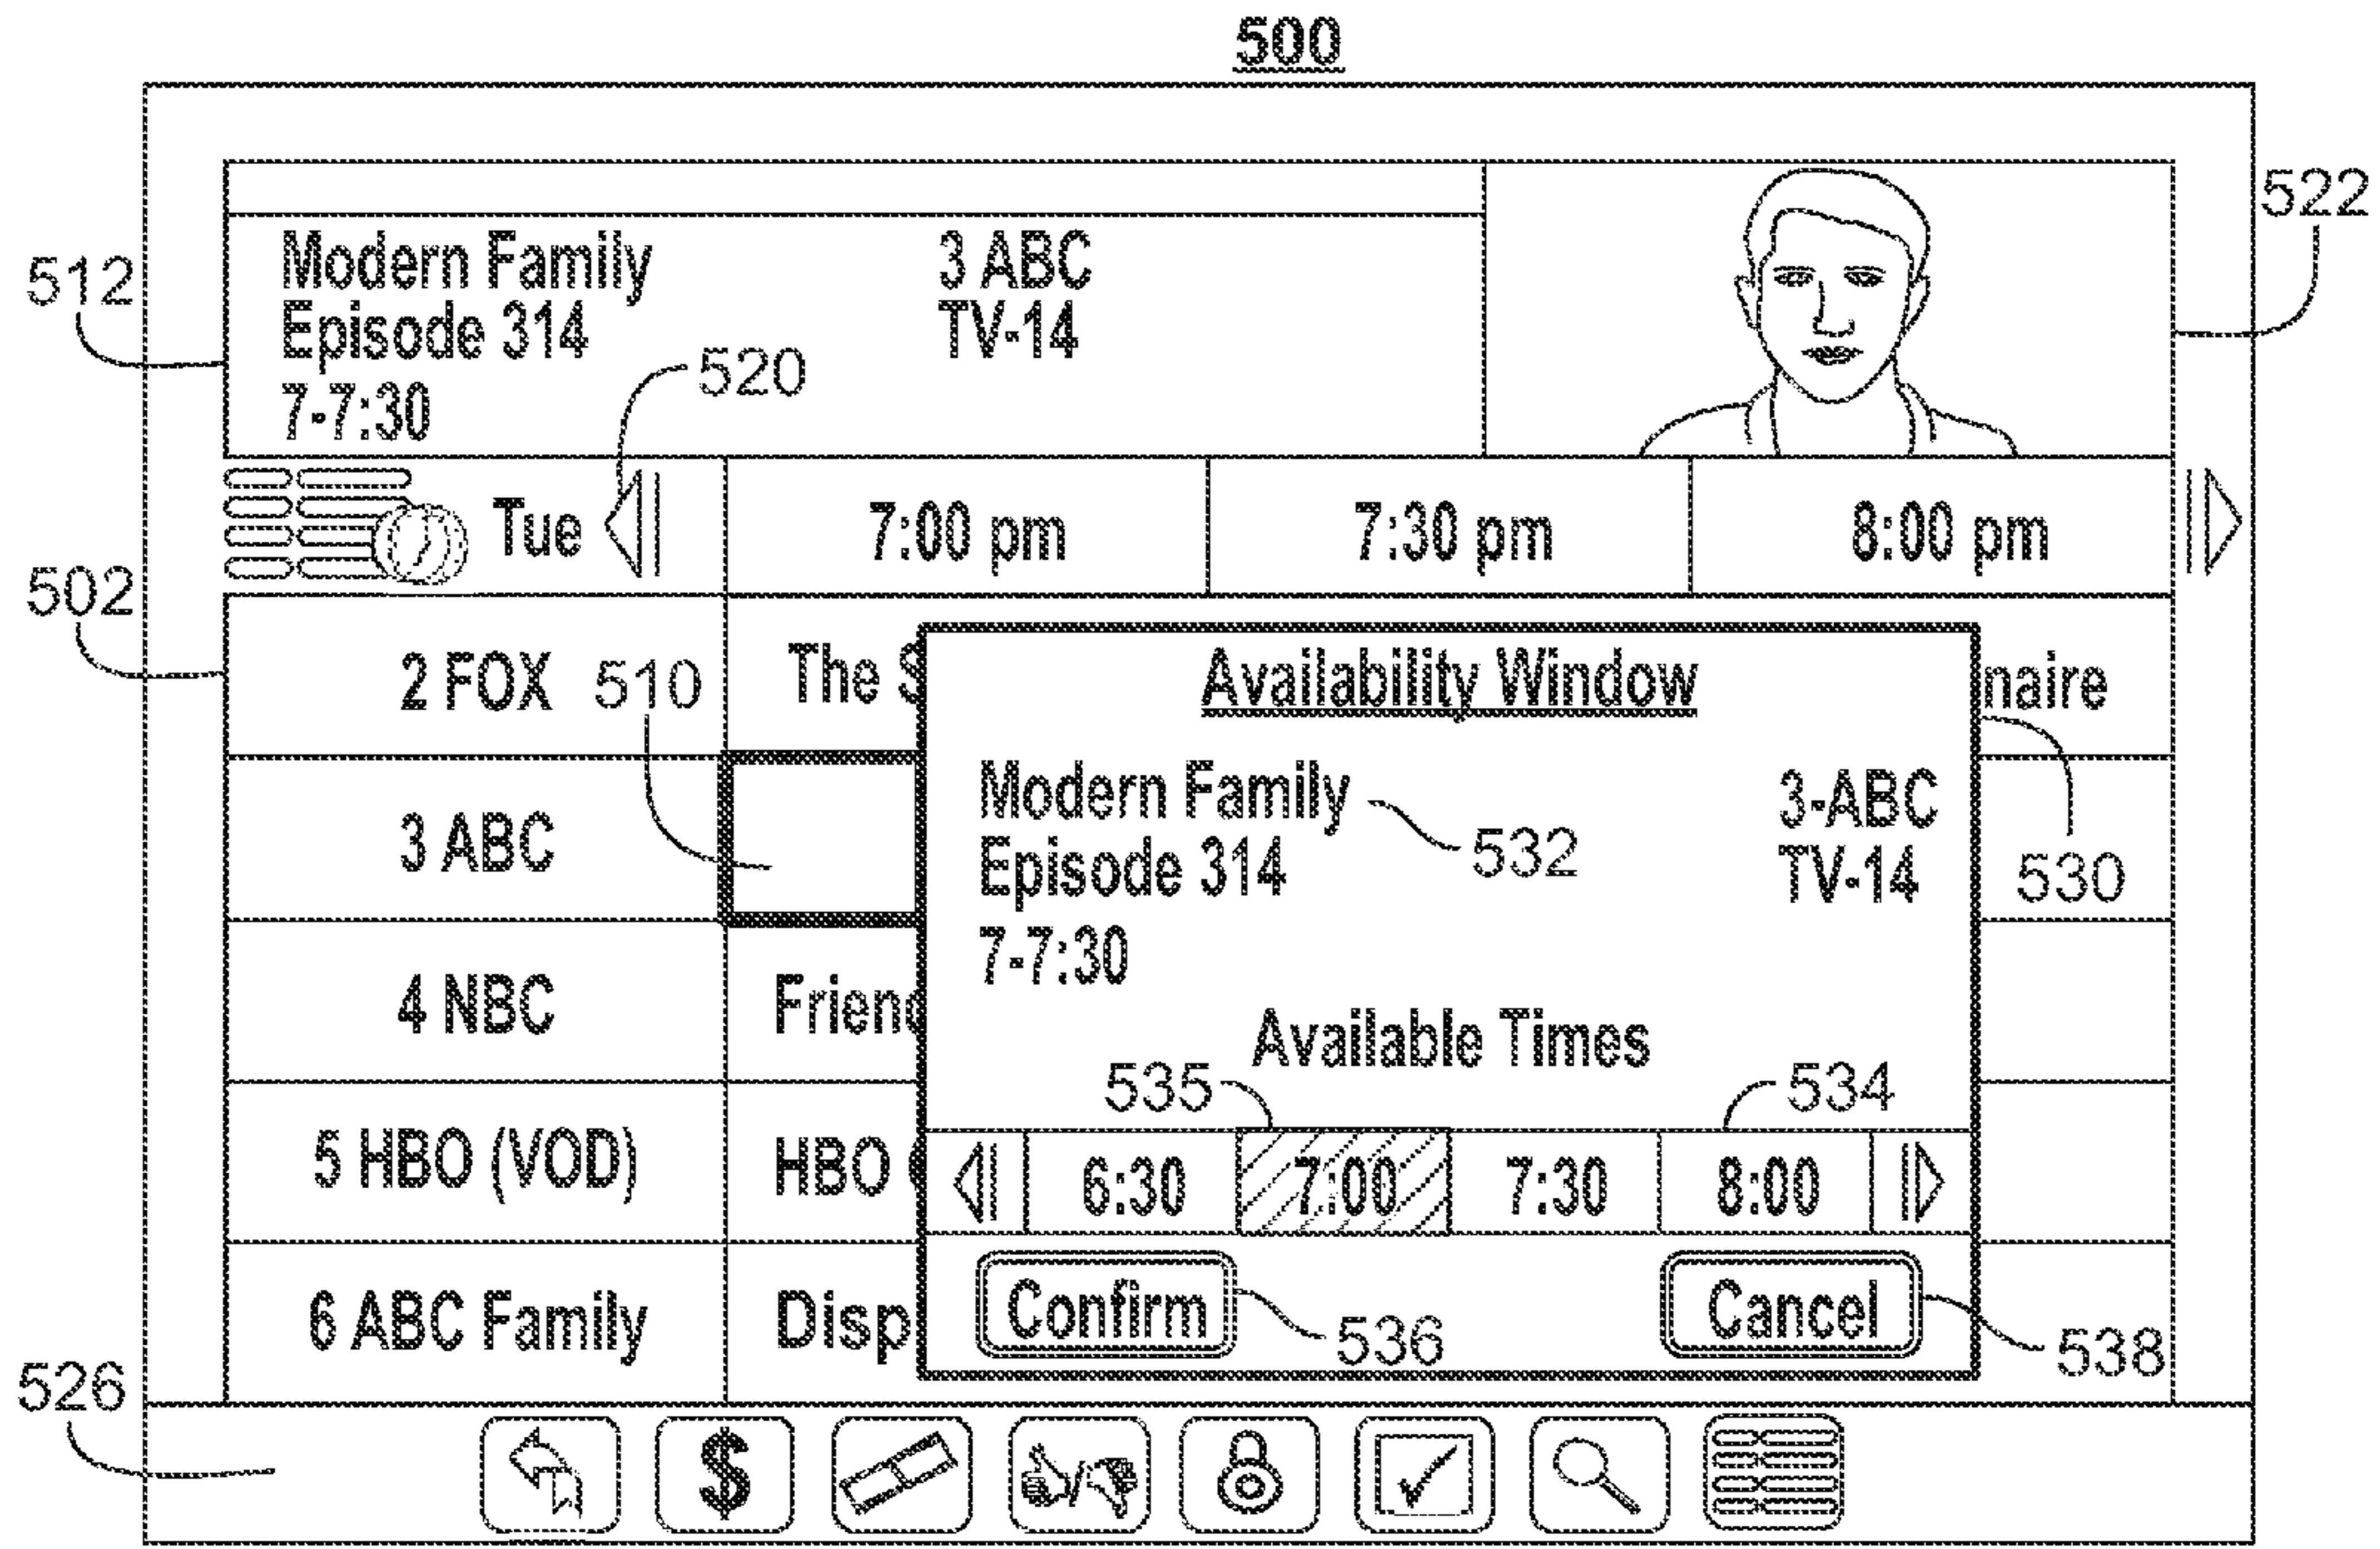 500
522
512
Modern Family 3 ABC
Episode 314 TV-14
7-7:30
520
Tue 7:00 pm 7:30 pm 8:00 pm
502
2 FOX 510 The S
naire
3 ABC
4 NBC Frien
5 HBO (VOD) HBO
6 ABC Family Disp
Availability Window
Modern Family 532 3-ABC
Episode 314 TV-14 530
7-7:30
Available Times
535 534
6:30 7:00 7:30 8:00
Confirm 536 Cancel 538
526
$